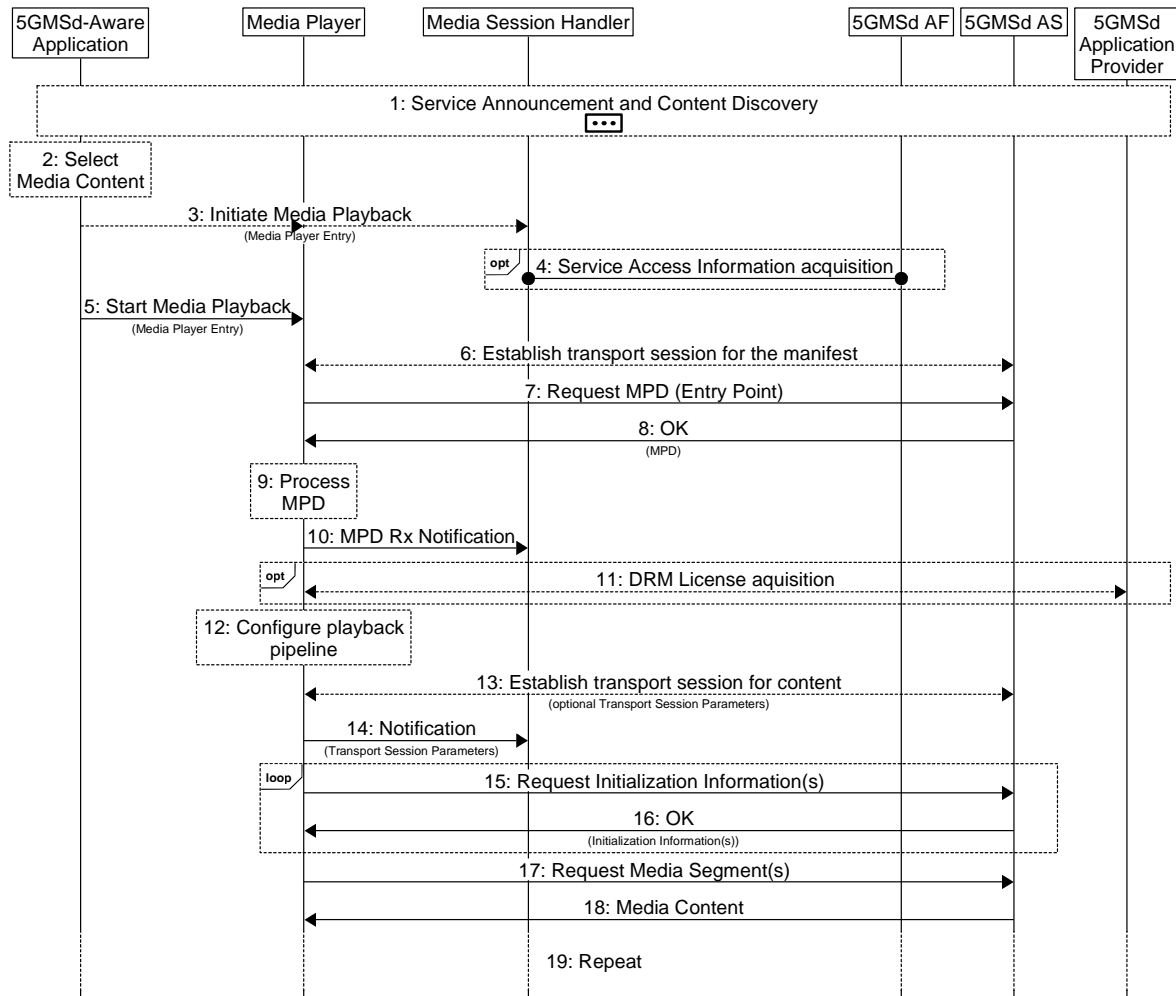 5GMSd-Aware
Application
Media Player
Media Session Handler
5GMSd AF
5GMSd AS
5GMSd
Application
Provider
1: Service Announcement and Content Discovery
2: Select
Media Content
3: Initiate Media Playback
(Media Player Entry)
opt
4: Service Access Information acquisition
5: Start Media Playback
(Media Player Entry)
6: Establish transport session for the manifest
7: Request MPD (Entry Point)
8: OK
(MPD)
9: Process
MPD
10: MPD Rx Notification
opt
11: DRM License aquisition
12: Configure playback
pipeline
13: Establish transport session for content
(optional Transport Session Parameters)
14: Notification
(Transport Session Parameters)
loop
15: Request Initialization Information(s)
16: OK
(Initialization Information(s))
17: Request Media Segment(s)
18: Media Content
19: Repeat